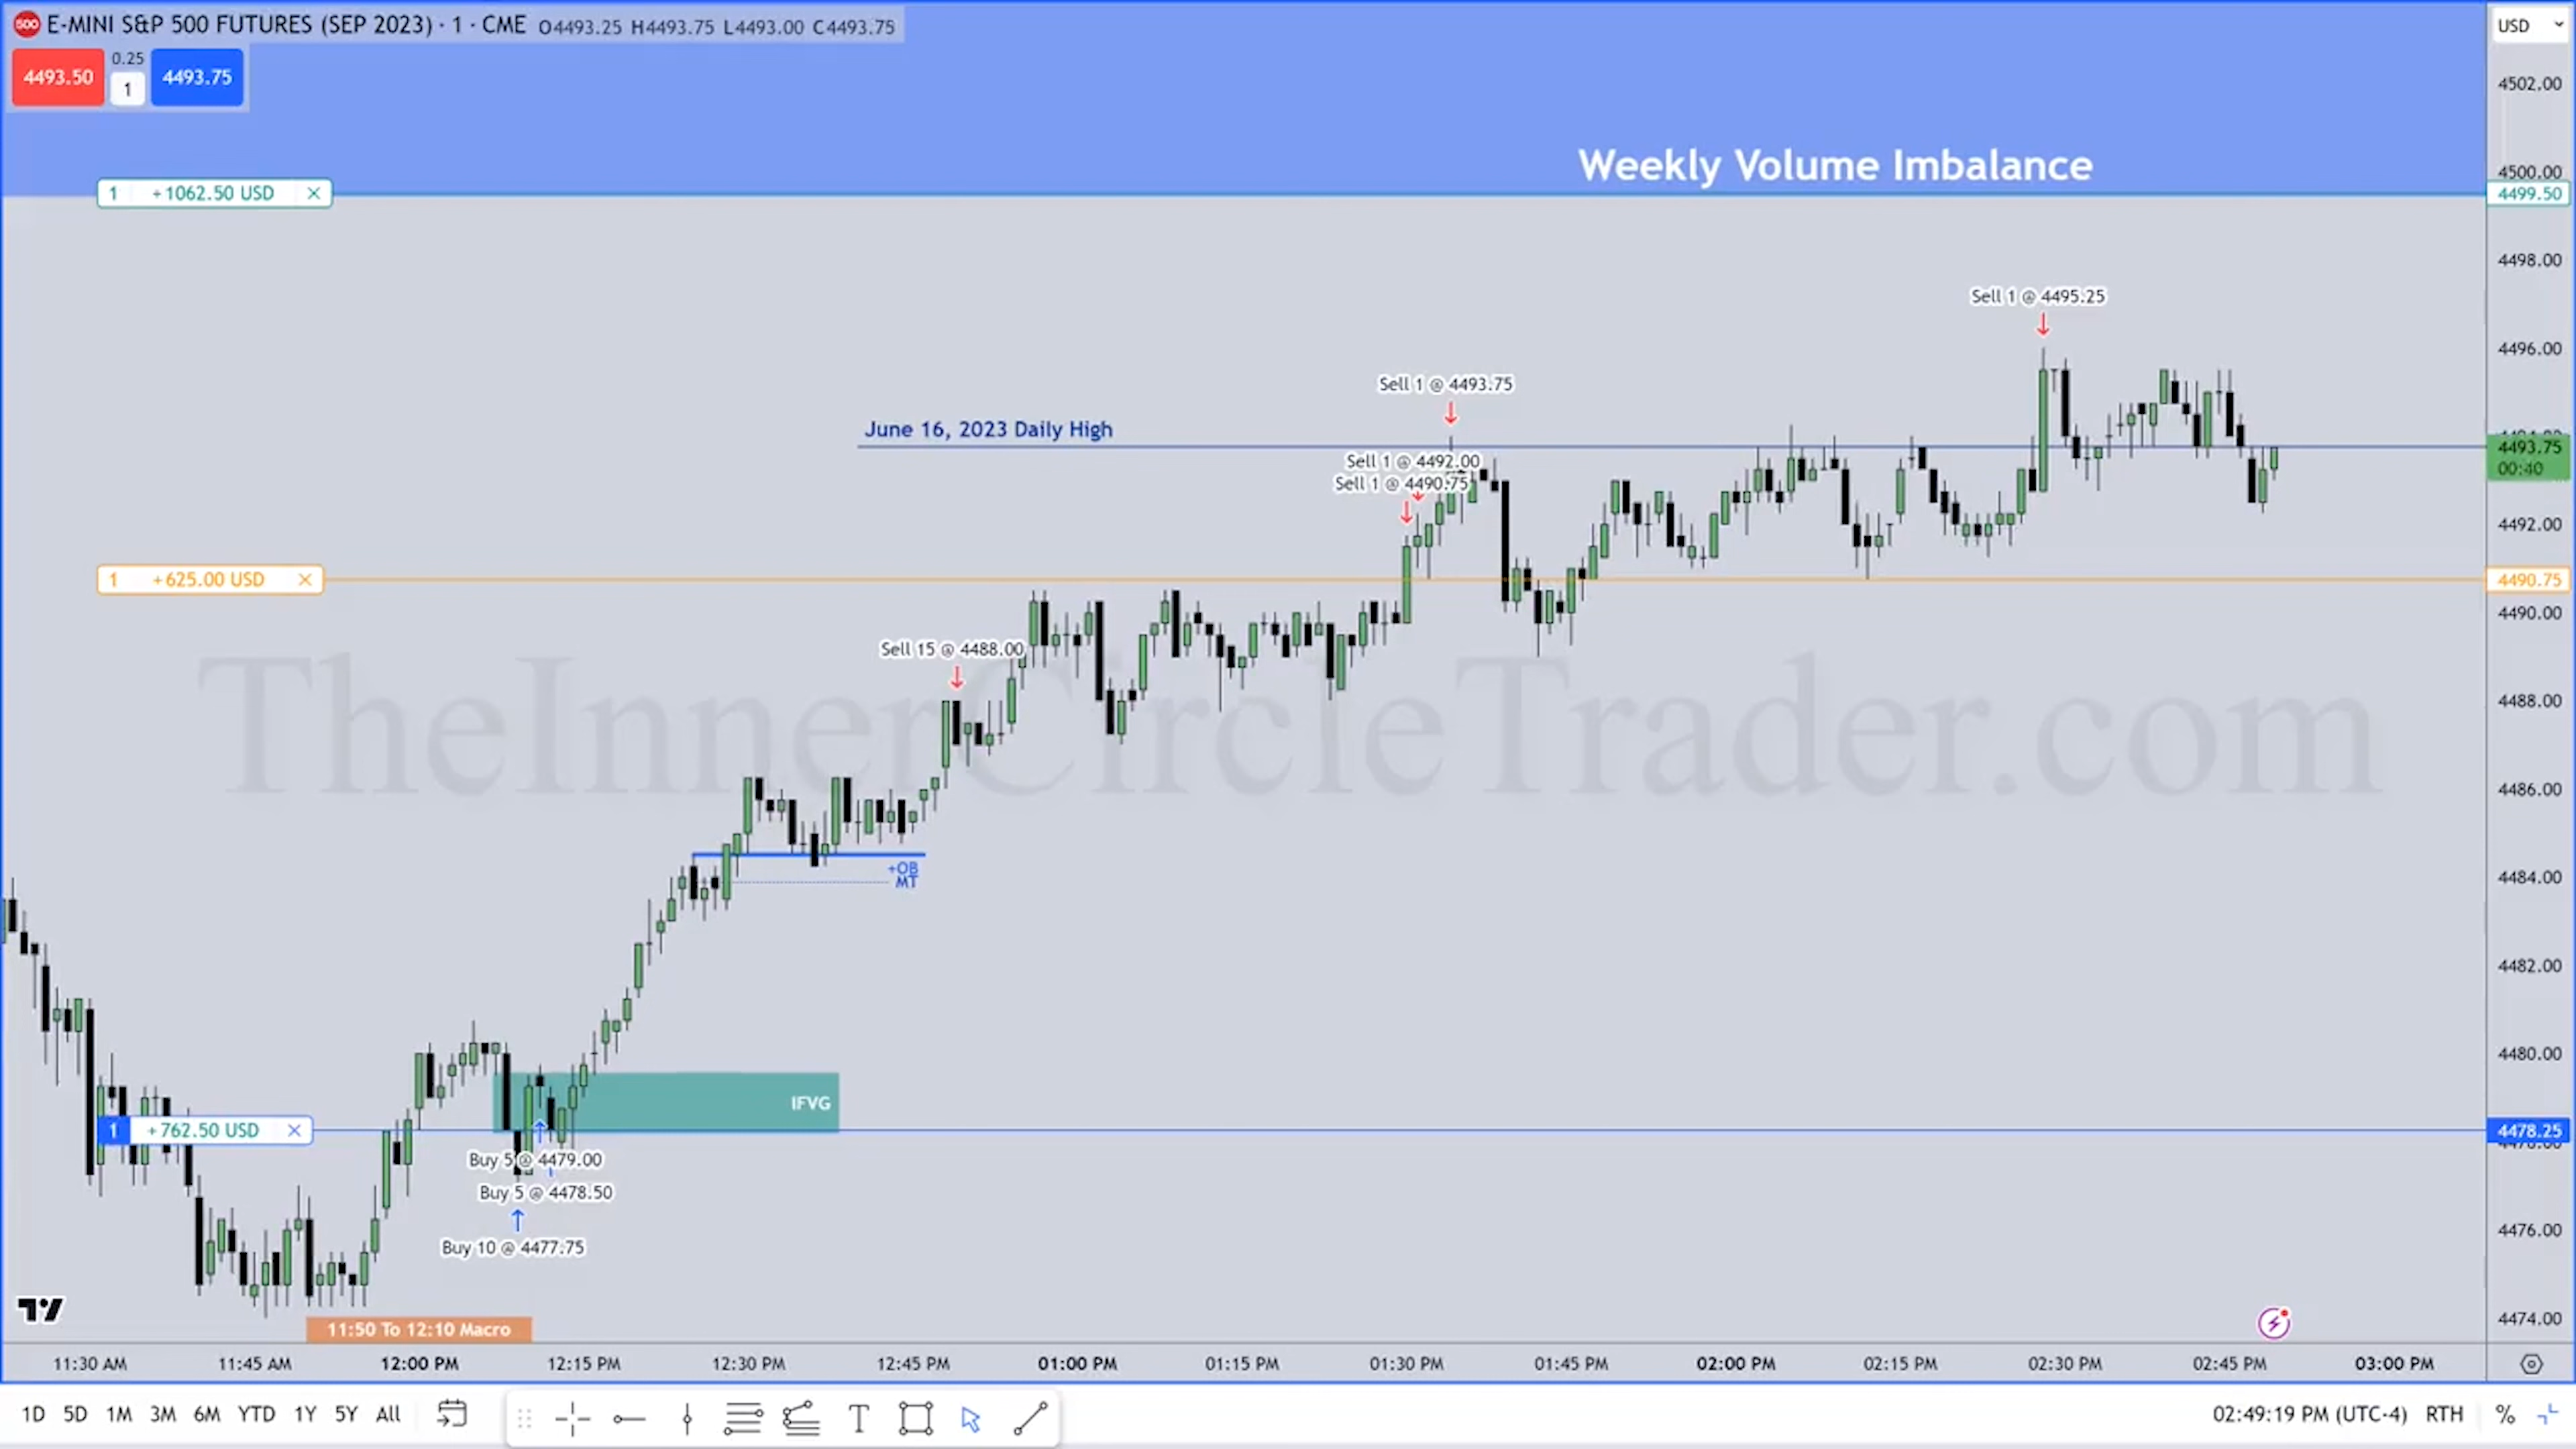 500 E-MINI S&P 500 FUTURES (SEP 2023) · 1 · CME O4493.25 H4493.75 L4493.00 C4493.75
USD
4493.50
0.25
1
4493.75
4502.00
Weekly Volume Imbalance
4500.00
1 +1062.50 USD
4499.50
4498.00
Sell 1 @ 4495.25
4496.00
Sell 1 @ 4493.75
June 16, 2023 Daily High
4493.75
00:40
Sell 1 @ 4492.00
Sell 1 @ 4490.75
4492.00
1 +625.00 USD
4490.75
4490.00
Sell 15 @ 4488.00
TheInnerCircleTrader.com
4488.00
4486.00
+OB
MT
4484.00
4482.00
4480.00
IFVG
1 +762.50 USD
4478.25
Buy 5 @ 4479.00
Buy 5 @ 4478.50
4476.00
Buy 10 @ 4477.75
11:50 To 12:10 Macro
4474.00
11:30 AM 11:45 AM 12:00 PM 12:15 PM 12:30 PM 12:45 PM 01:00 PM 01:15 PM 01:30 PM 01:45 PM 02:00 PM 02:15 PM 02:30 PM 02:45 PM 03:00 PM
1D 5D 1M 3M 6M YTD 1Y 5Y All
T
02:49:19 PM (UTC-4) RTH %